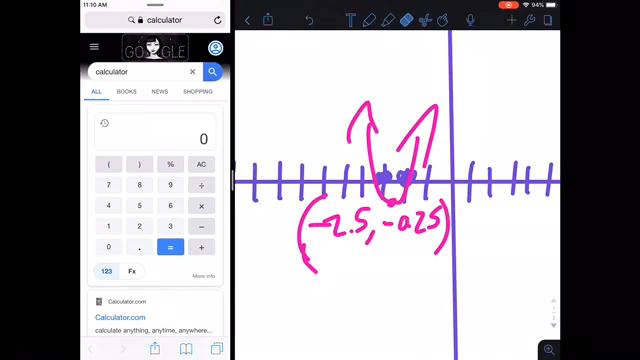 11:10 AM
94%
calculator
GOOGLE
calculator
ALL BOOKS NEWS SHOPPING
0
( ) % AC
7 8 9 ÷
4 5 6 ×
1 2 3 -
0 . = +
123 Fx
More info
Calculator.com
Calculator.com
calculate anything, anytime, anywhere...
T
(-2.5, -0.25)